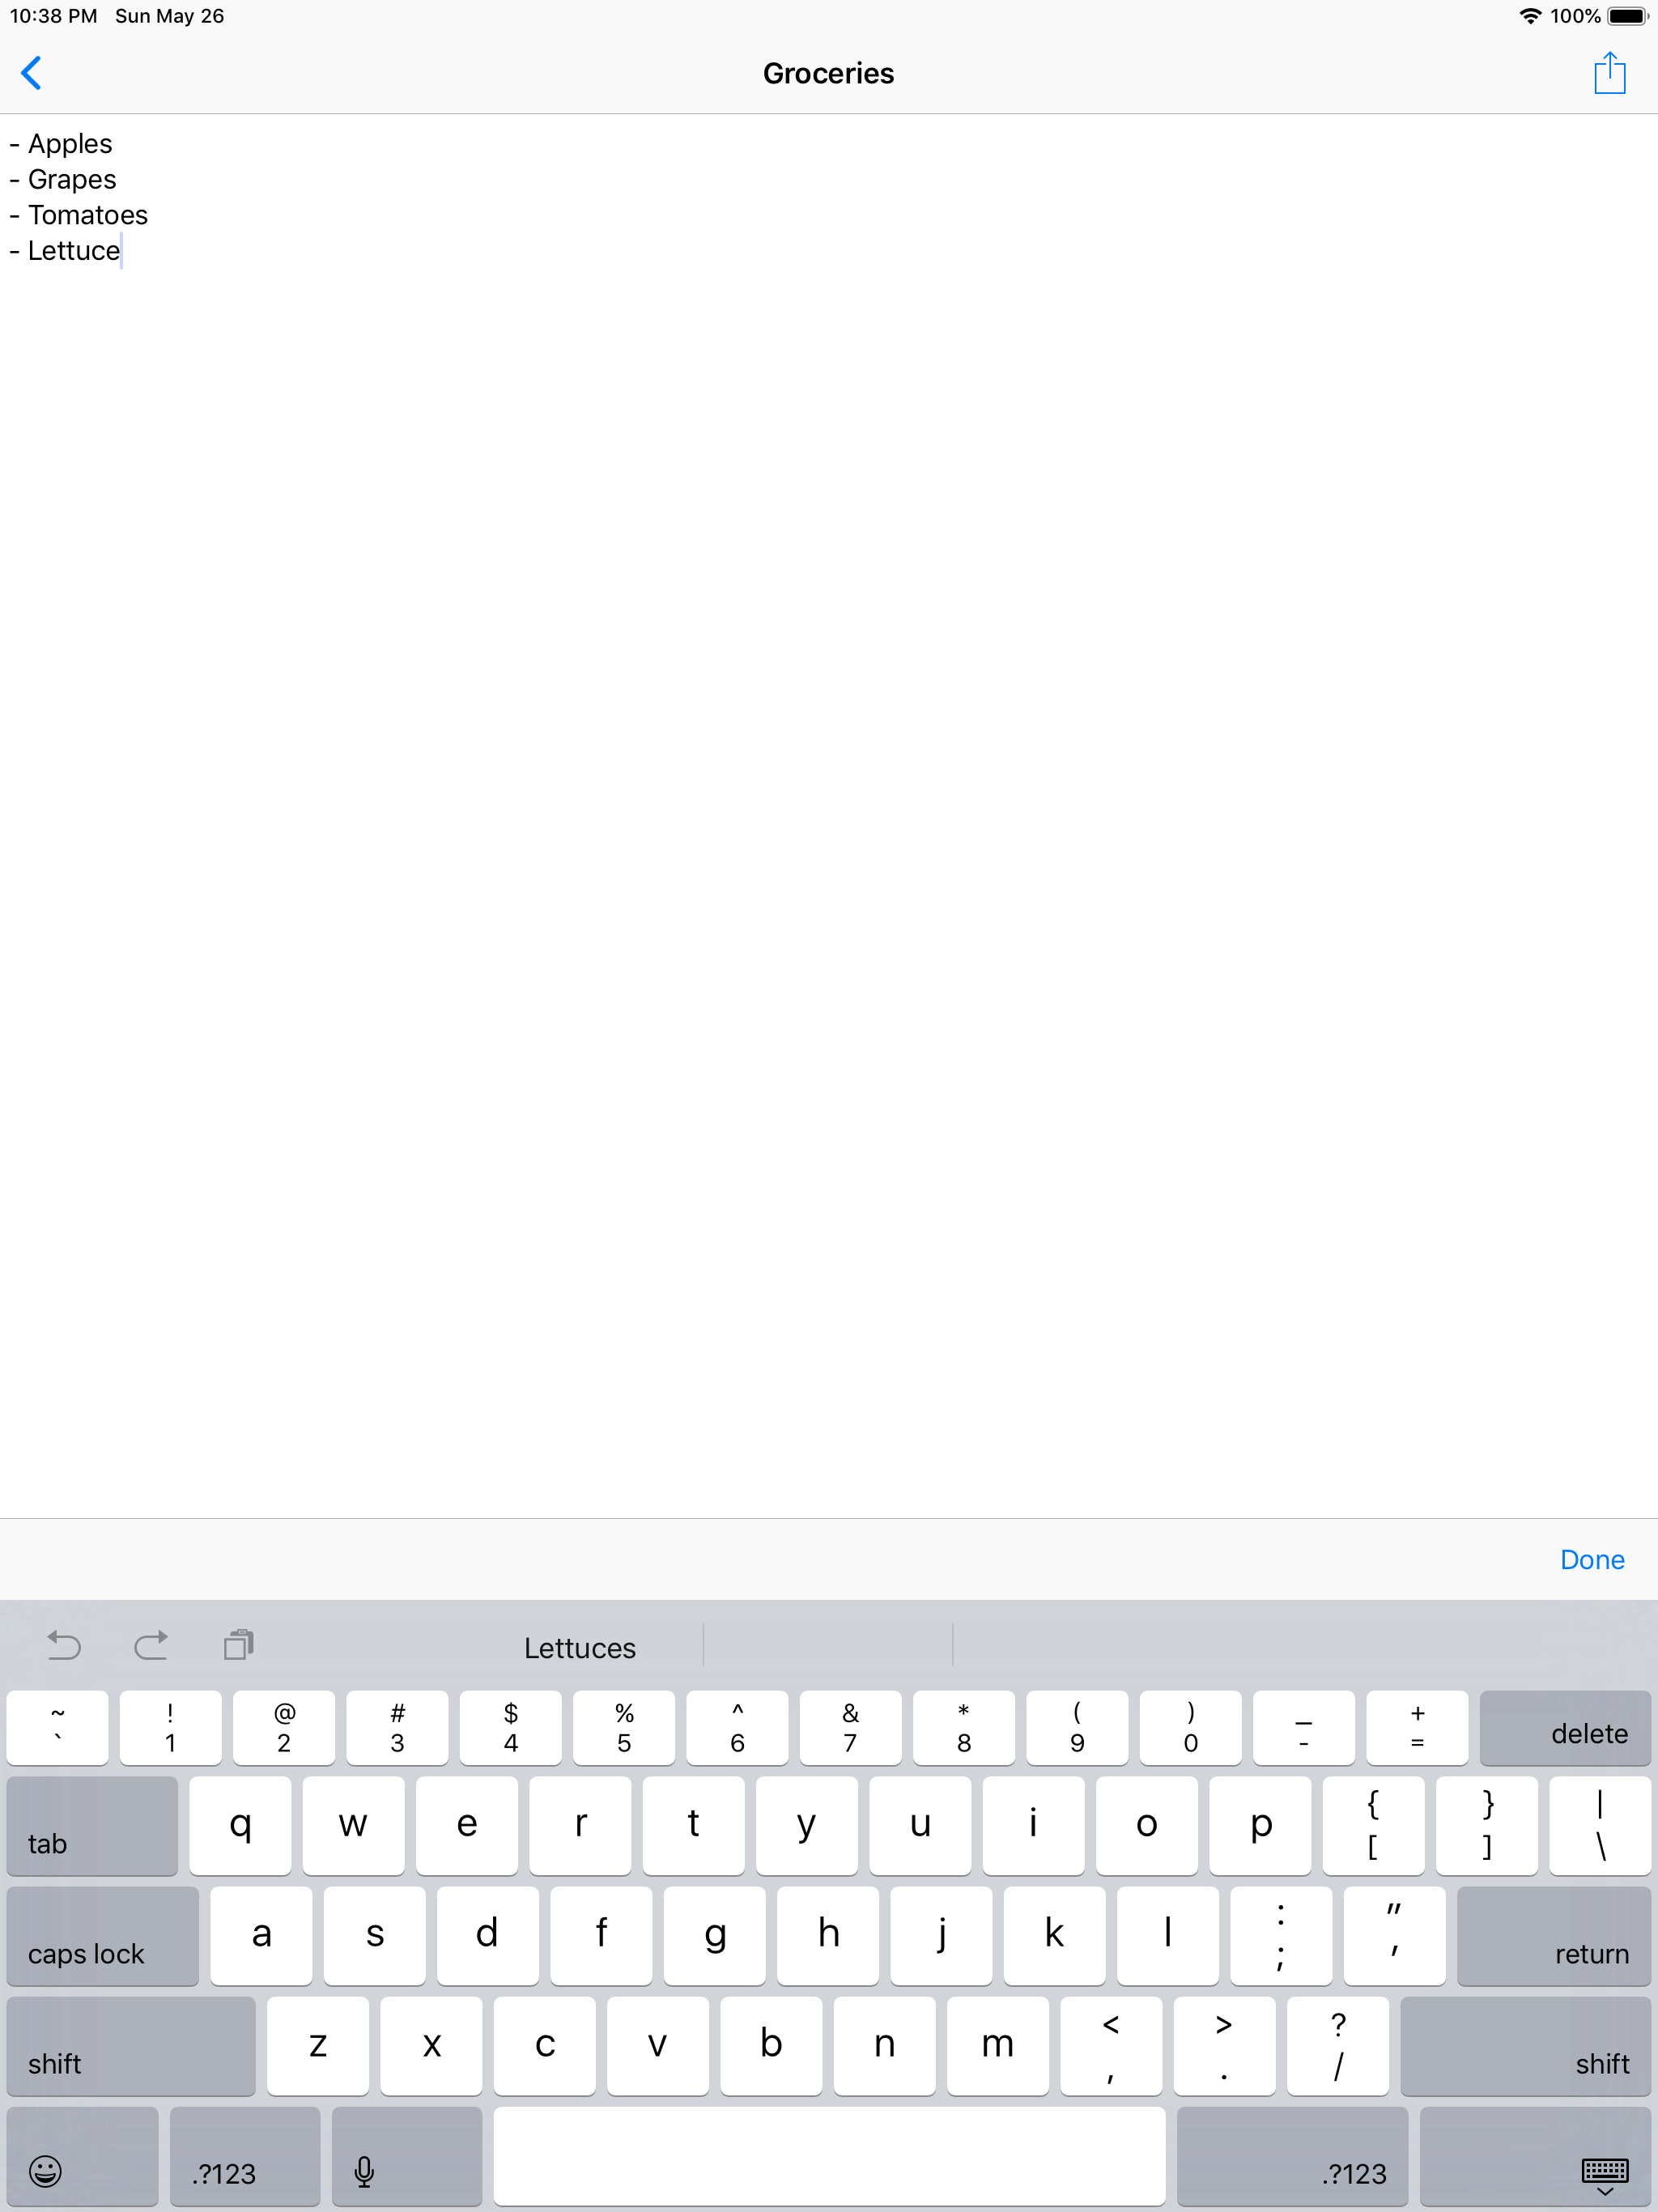 10:38 PM Sun May 26 100%
Groceries
- Apples
- Grapes
- Tomatoes
- Lettuce
Done
Lettuces
~ ! @ # $ % ^ & * ( ) _ +
` 1 2 3 4 5 6 7 8 9 0 - = delete
tab q w e r t y u i o p { [ } ] | \
caps lock a s d f g h j k l : ; " ' return
shift z x c v b n m < , > . ? / shift
.?123 .?123